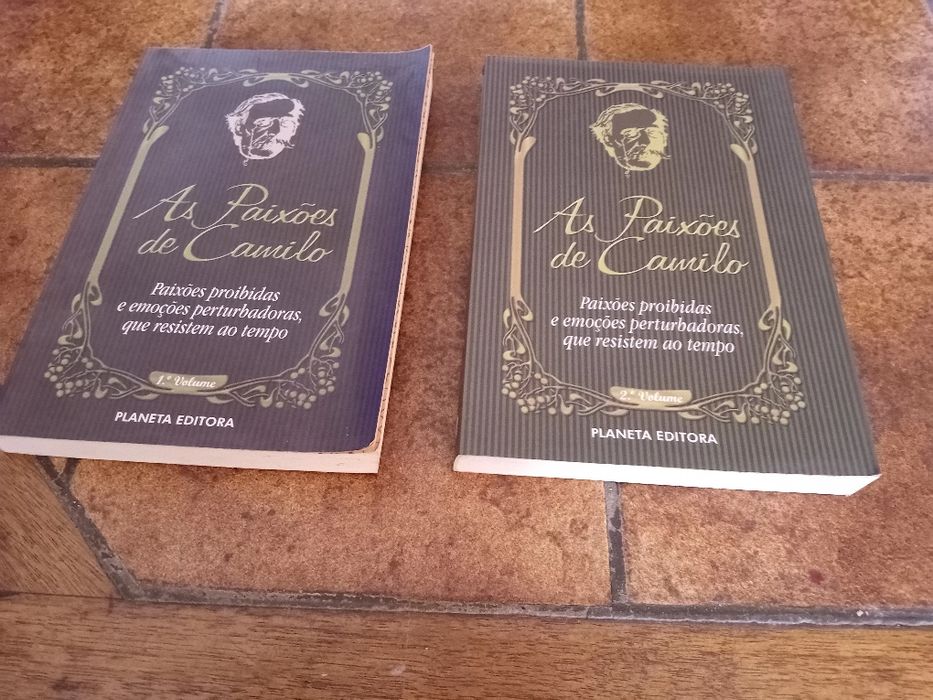 As Paixões
de Camilo
Paixões proibidas
e emoções perturbadoras,
que resistem ao tempo
1.º Volume
PLANETA EDITORA
As Paixões
de Camilo
Paixões proibidas
e emoções perturbadoras,
que resistem ao tempo
2.º Volume
PLANETA EDITORA